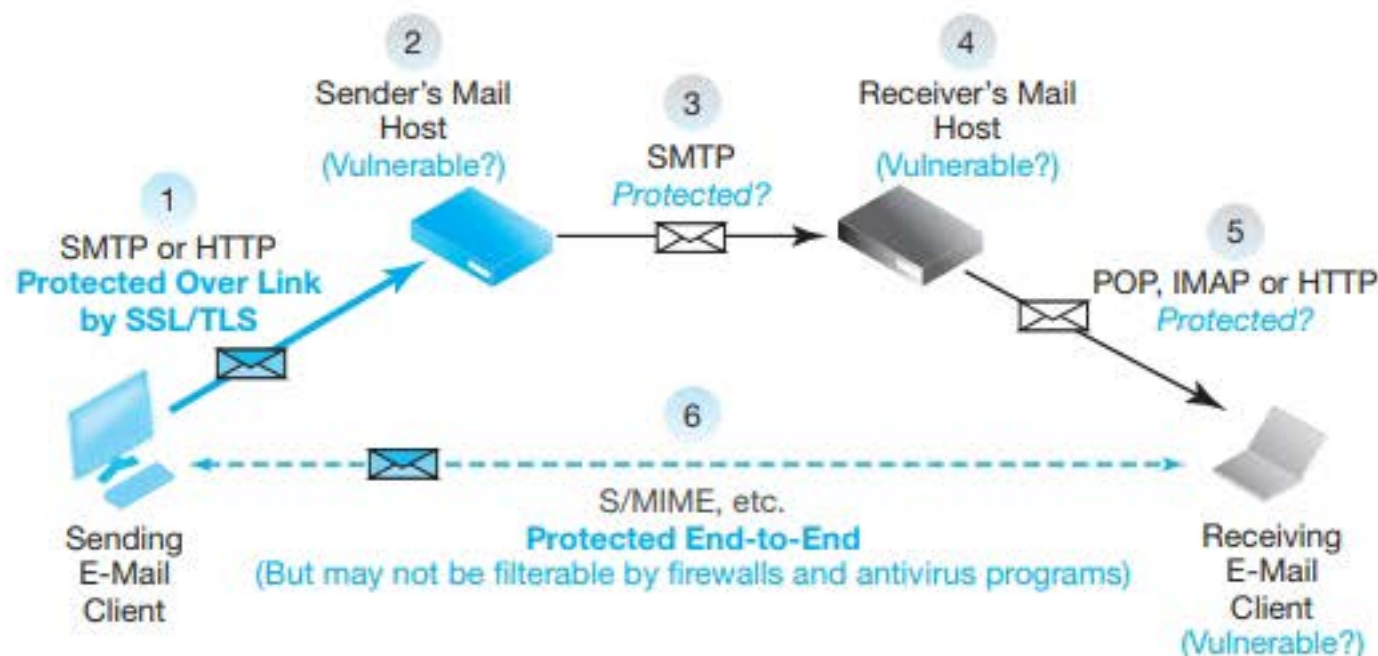 1
SMTP or HTTP
Protected Over Link
by SSL/TLS
2
Sender's Mail
Host
(Vulnerable?)
3
SMTP
Protected?
4
Receiver's Mail
Host
(Vulnerable?)
5
POP, IMAP or HTTP
Protected?
6
S/MIME, etc.
Protected End-to-End
(But may not be filterable by firewalls and antivirus programs)
Sending
E-Mail
Client
Receiving
E-Mail
Client
(Vulnerable?)